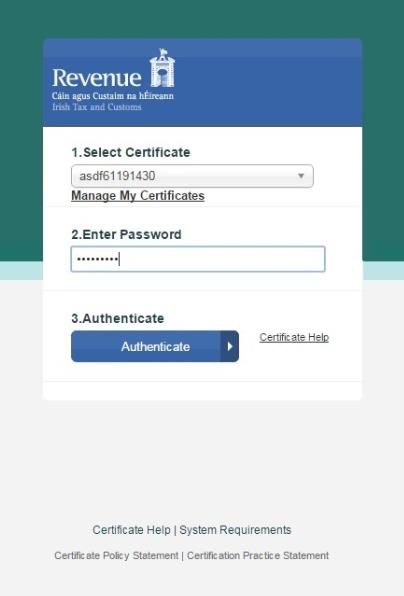 Revenue
Cáin agus Custaim na hÉireann
Irish Tax and Customs
1.Select Certificate
asdf61191430
Manage My Certificates
2.Enter Password
•••••••••
3.Authenticate
Authenticate
Certificate Help
Certificate Help | System Requirements
Certificate Policy Statement | Certification Practice Statement